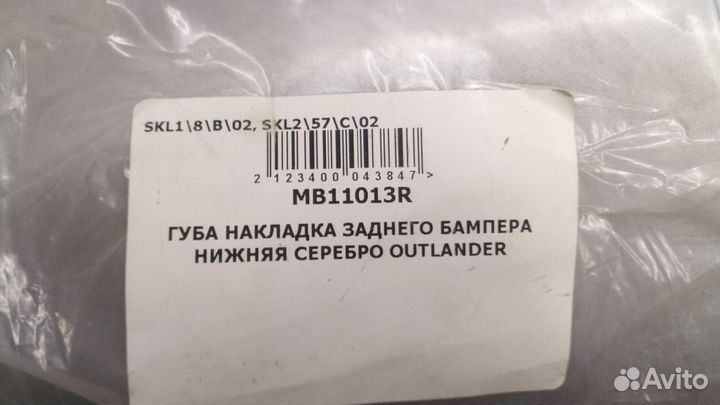 SKL1\8\B\02, SKL2\57\C\02
2 123400 043847 >
MB11013R
ГУБА НАКЛАДКА ЗАДНЕГО БАМПЕРА
НИЖНЯЯ СЕРЕБРО OUTLANDER
Avito